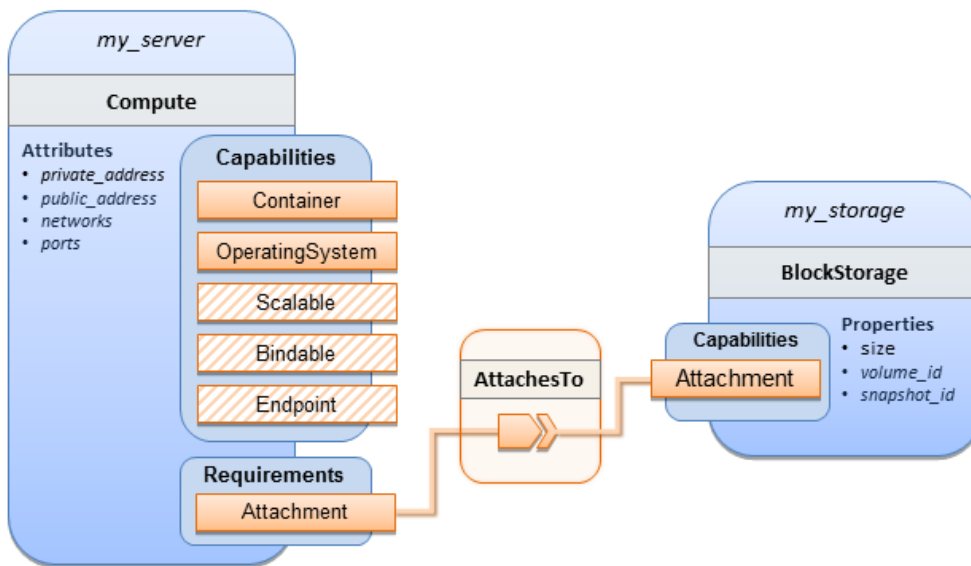 my_server
Compute
Attributes
• private_address
• public_address
• networks
• ports
Capabilities
Container
OperatingSystem
Scalable
Bindable
Endpoint
Requirements
Attachment
AttachesTo
my_storage
BlockStorage
Capabilities
Attachment
Properties
• size
• volume_id
• snapshot_id